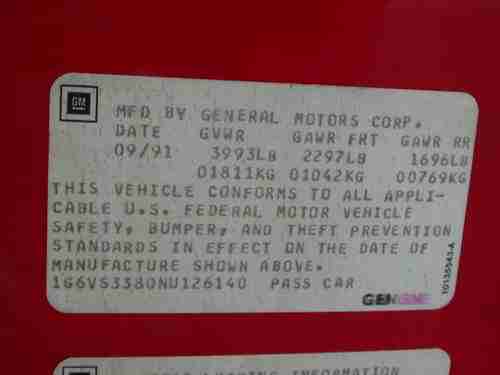 GM
MFD BY GENERAL MOTORS CORP.
DATE GVWR GAWR FRT GAWR RR
09/91 3993LB 2297LB 1696LB
01811KG 01042KG 00769KG
THIS VEHICLE CONFORMS TO ALL APPLI-
CABLE U.S. FEDERAL MOTOR VEHICLE
SAFETY, BUMPER, AND THEFT PREVENTION
STANDARDS IN EFFECT ON THE DATE OF
MANUFACTURE SHOWN ABOVE.
1G6VS3380NU126140 PASS CAR
INFORMATION